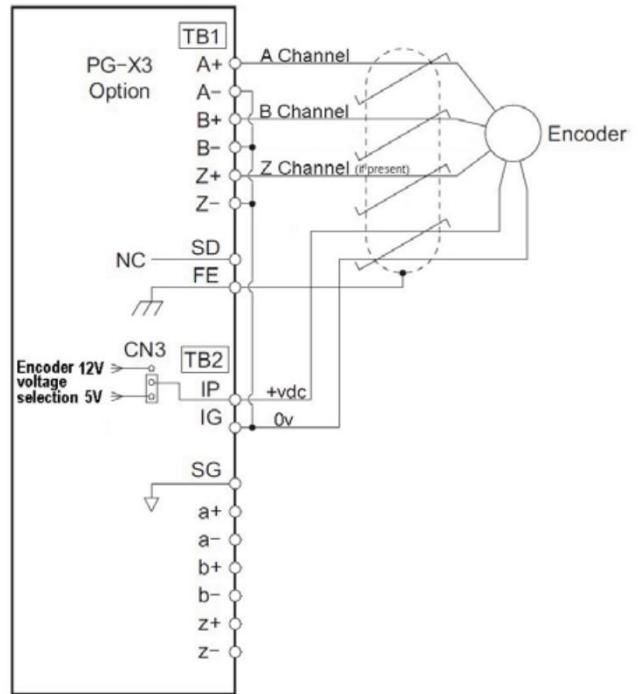 TB1
PG-X3
Option
A+
A Channel
A-
B+
B Channel
B-
Z+
Z Channel (if present)
Z-
Encoder
SD
NC
FE
CN3
TB2
Encoder 12V
voltage
selection 5V
IP
+vdc
IG
0v
SG
a+
a-
b+
b-
z+
z-